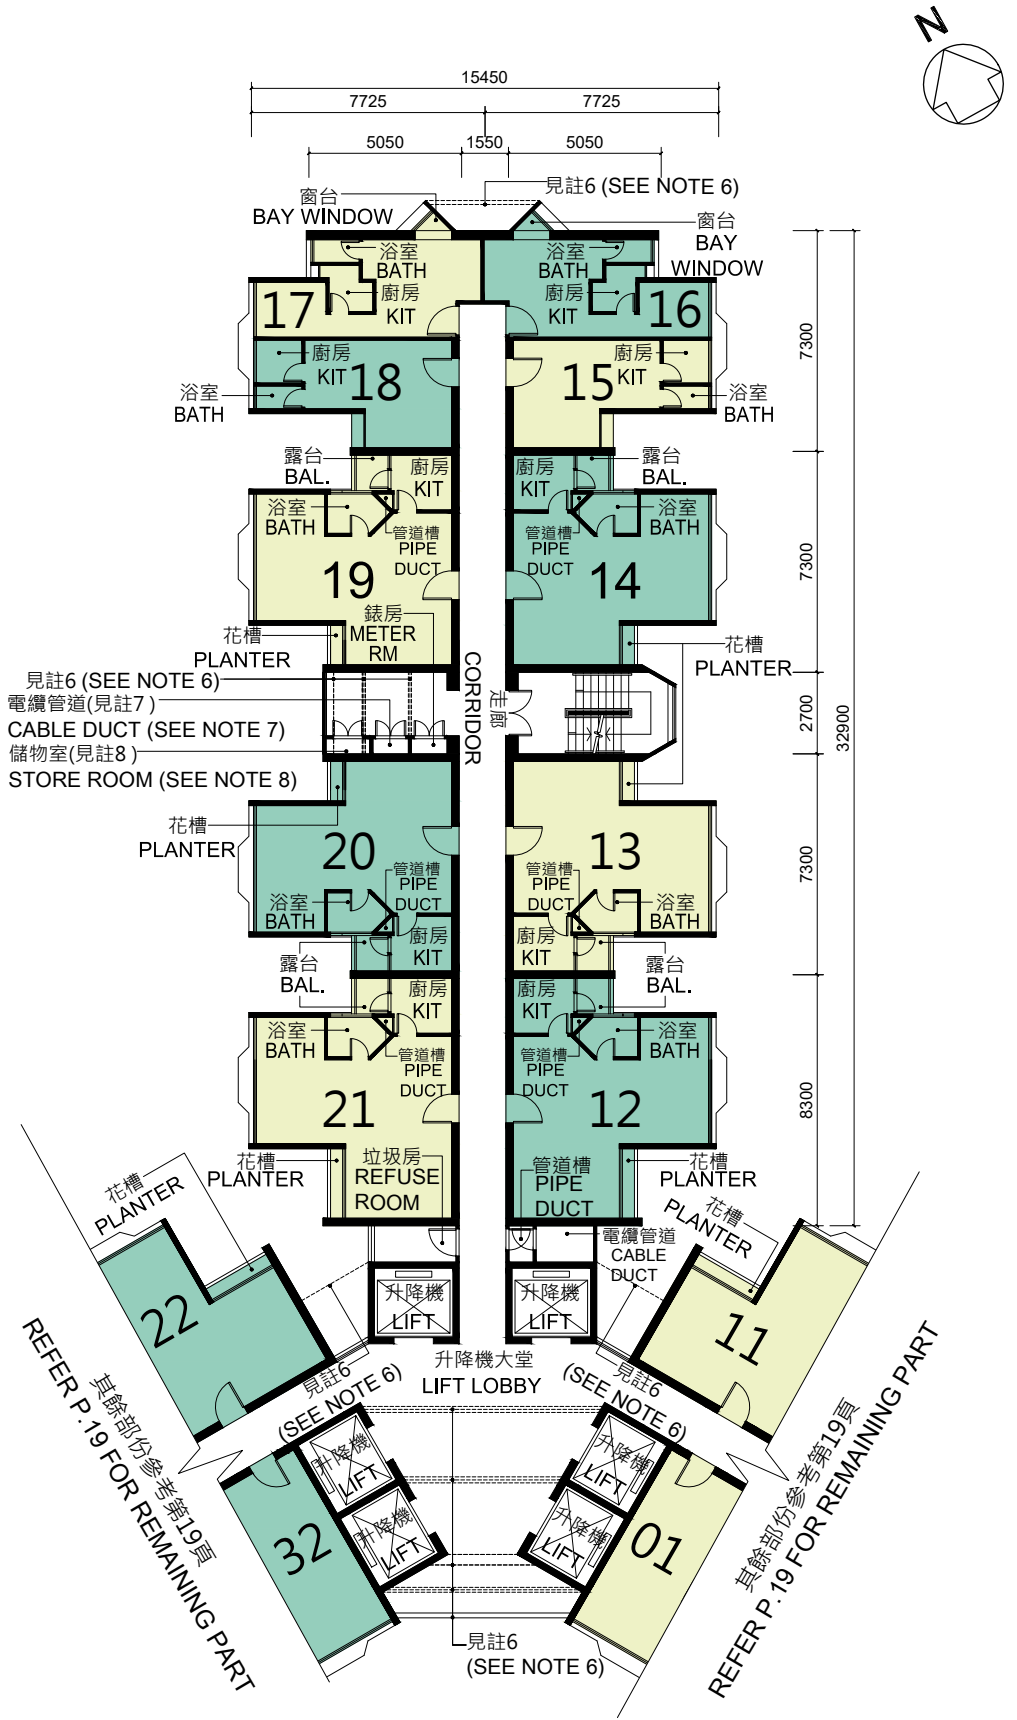 N
15450
7725
7725
5050
1550
5050
見註6 (SEE NOTE 6)
窗台
BAY WINDOW
窗台
BAY
WINDOW
浴室
BATH
廚房
KIT
17
浴室
BATH
廚房
KIT
16
廚房
KIT
18
浴室
BATH
廚房
KIT
15
浴室
BATH
7300
露台
BAL.
廚房
KIT
浴室
BATH
管道槽
PIPE
DUCT
19
廚房
KIT
露台
BAL.
浴室
BATH
管道槽
PIPE
DUCT
14
7300
錶房
METER
RM
花槽
PLANTER
花槽
PLANTER
見註6 (SEE NOTE 6)
電纜管道(見註7)
CABLE DUCT (SEE NOTE 7)
儲物室(見註8)
STORE ROOM (SEE NOTE 8)
CORRIDOR
走廊
2700
32900
花槽
PLANTER
20
管道槽
PIPE
DUCT
浴室
BATH
廚房
KIT
露台
BAL.
13
管道槽
PIPE
DUCT
浴室
BATH
廚房
KIT
露台
BAL.
7300
廚房
KIT
浴室
BATH
管道槽
PIPE
DUCT
21
廚房
KIT
浴室
BATH
管道槽
PIPE
DUCT
12
8300
花槽
PLANTER
垃圾房
REFUSE
ROOM
管道槽
PIPE
DUCT
花槽
PLANTER
花槽
PLANTER
花槽
PLANTER
電纜管道
CABLE
DUCT
22
11
升降機
LIFT
升降機
LIFT
升降機大堂
LIFT LOBBY
見註6
(SEE NOTE 6)
見註6
(SEE NOTE 6)
其餘部份參考第19頁
REFER P.19 FOR REMAINING PART
其餘部份參考第19頁
REFER P.19 FOR REMAINING PART
升降機
LIFT
升降機
LIFT
升降機
LIFT
升降機
LIFT
32
01
見註6
(SEE NOTE 6)